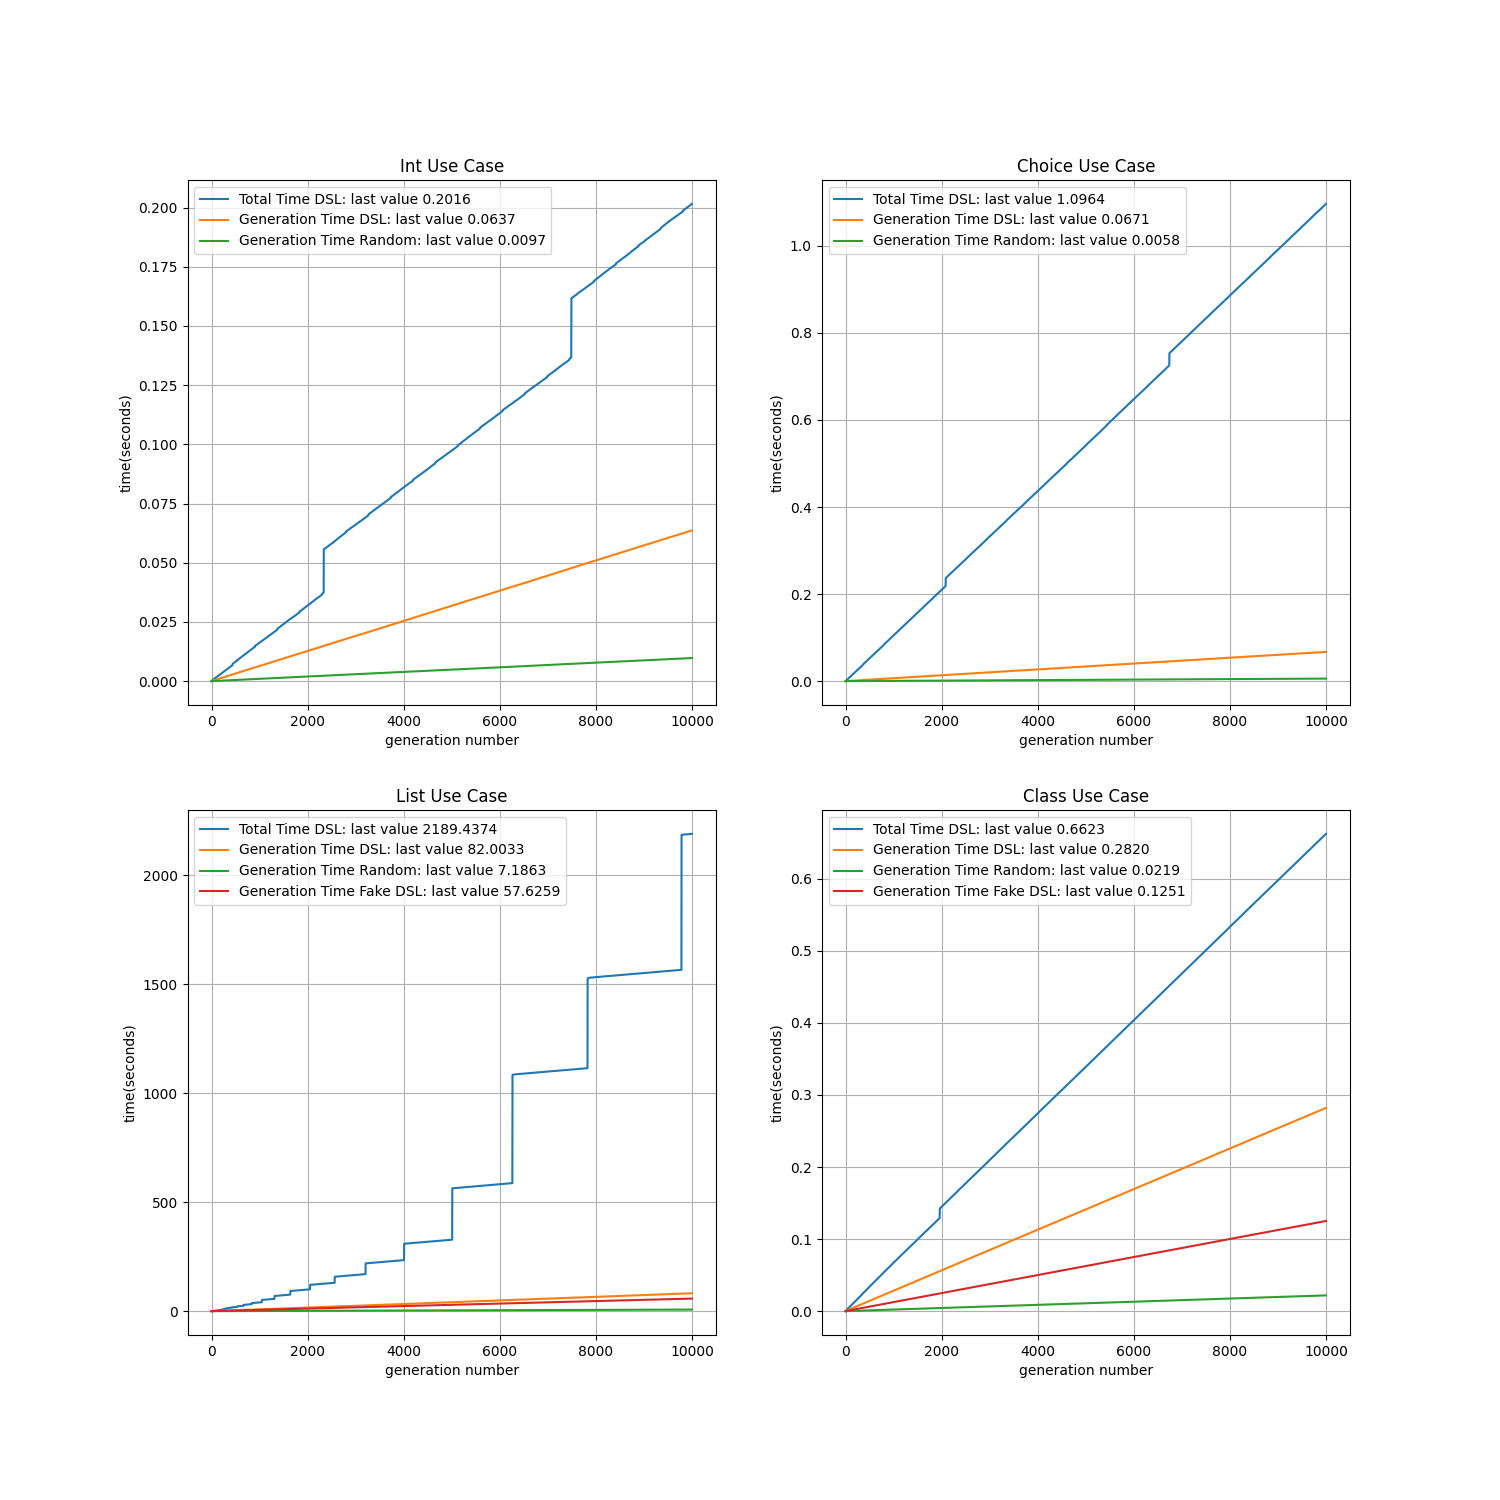 Int Use Case
Total Time DSL: last value 0.2016
Generation Time DSL: last value 0.0637
Generation Time Random: last value 0.0097
0.200
0.175
0.150
0.125
0.100
0.075
0.050
0.025
0.000
time(seconds)
0 2000 4000 6000 8000 10000
generation number
Choice Use Case
Total Time DSL: last value 1.0964
Generation Time DSL: last value 0.0671
Generation Time Random: last value 0.0058
1.0
0.8
0.6
0.4
0.2
0.0
time(seconds)
0 2000 4000 6000 8000 10000
generation number
List Use Case
Total Time DSL: last value 2189.4374
Generation Time DSL: last value 82.0033
Generation Time Random: last value 7.1863
Generation Time Fake DSL: last value 57.6259
2000
1500
1000
500
0
time(seconds)
0 2000 4000 6000 8000 10000
generation number
Class Use Case
Total Time DSL: last value 0.6623
Generation Time DSL: last value 0.2820
Generation Time Random: last value 0.0219
Generation Time Fake DSL: last value 0.1251
0.6
0.5
0.4
0.3
0.2
0.1
0.0
time(seconds)
0 2000 4000 6000 8000 10000
generation number